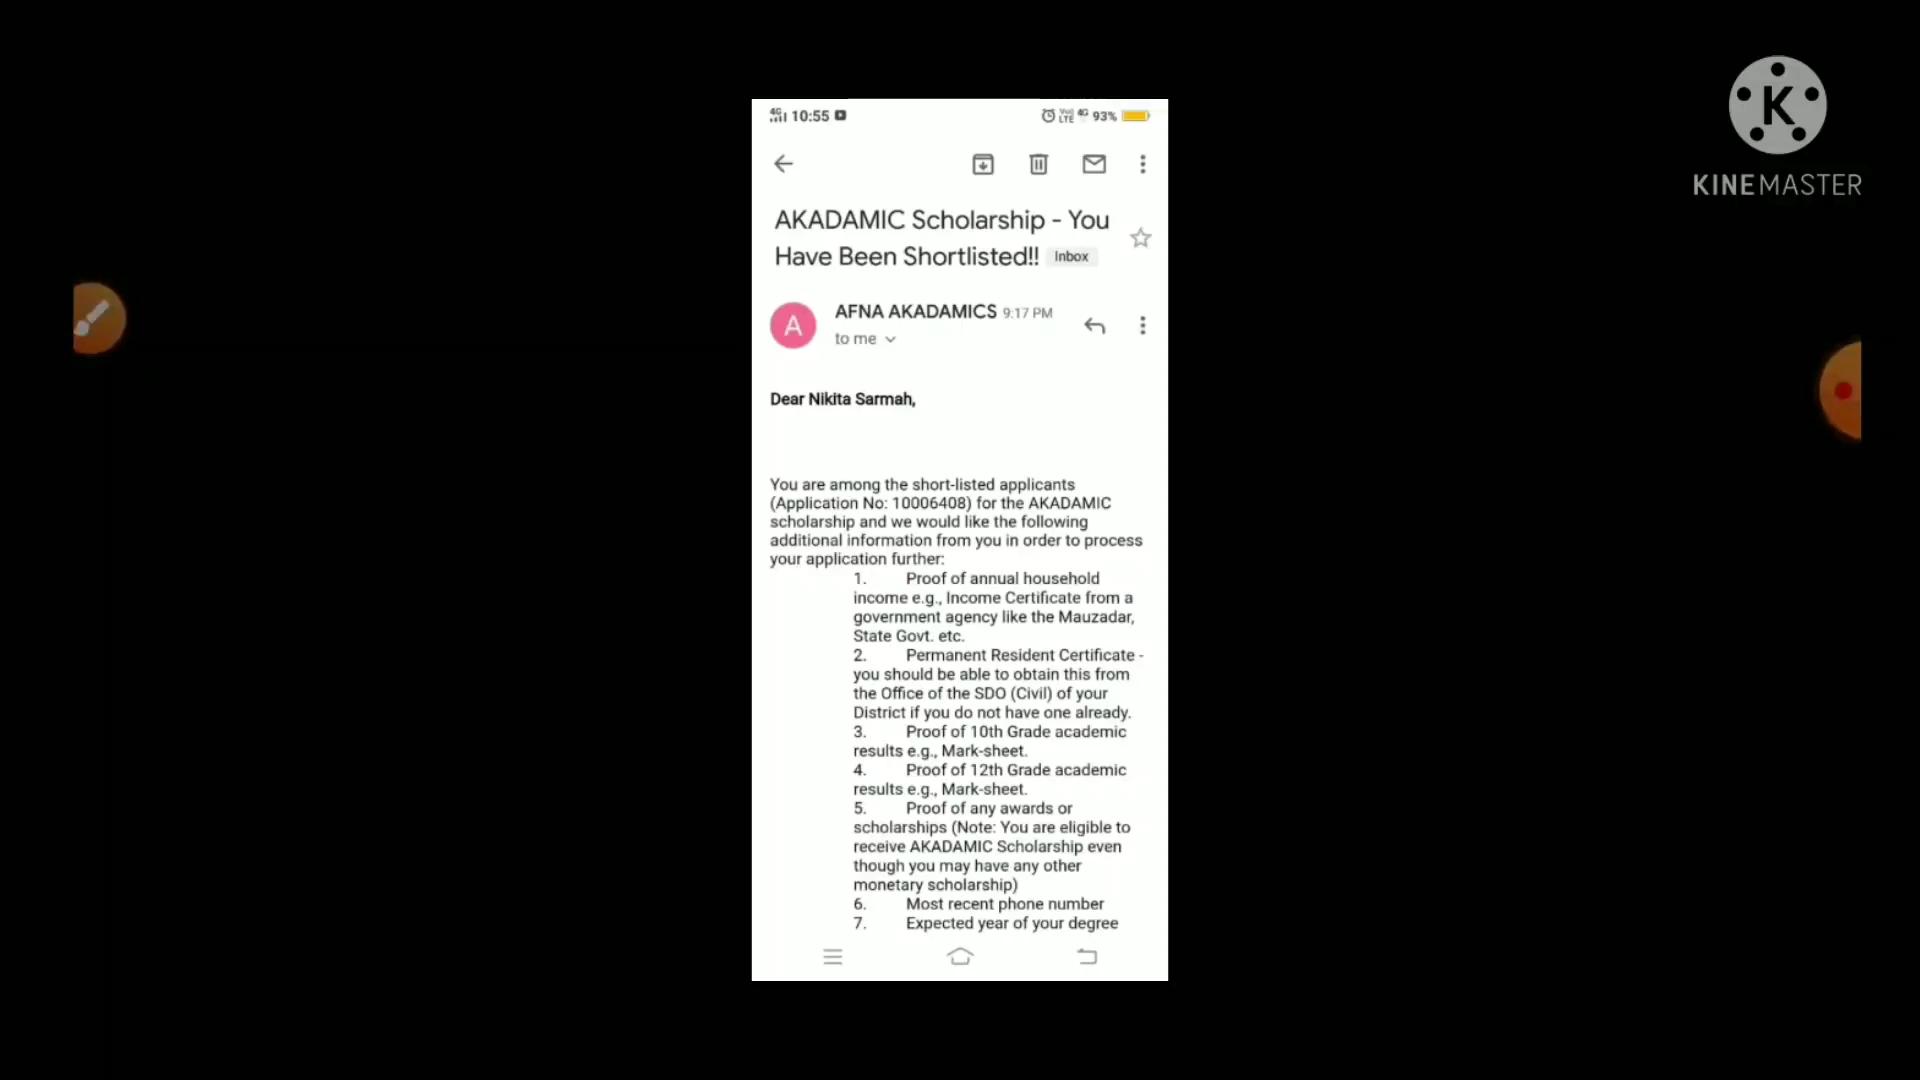 4G 10:55
VoLTE 4G 93%
KINEMASTER
AKADAMIC Scholarship - You
Have Been Shortlisted!! Inbox
A
AFNA AKADAMICS 9:17 PM
to me
Dear Nikita Sarmah,
You are among the short-listed applicants
(Application No: 10006408) for the AKADAMIC
scholarship and we would like the following
additional information from you in order to process
your application further:
1. Proof of annual household
income e.g., Income Certificate from a
government agency like the Mauzadar,
State Govt. etc.
2. Permanent Resident Certificate -
you should be able to obtain this from
the Office of the SDO (Civil) of your
District if you do not have one already.
3. Proof of 10th Grade academic
results e.g., Mark-sheet.
4. Proof of 12th Grade academic
results e.g., Mark-sheet.
5. Proof of any awards or
scholarships (Note: You are eligible to
receive AKADAMIC Scholarship even
though you may have any other
monetary scholarship)
6. Most recent phone number
7. Expected year of your degree